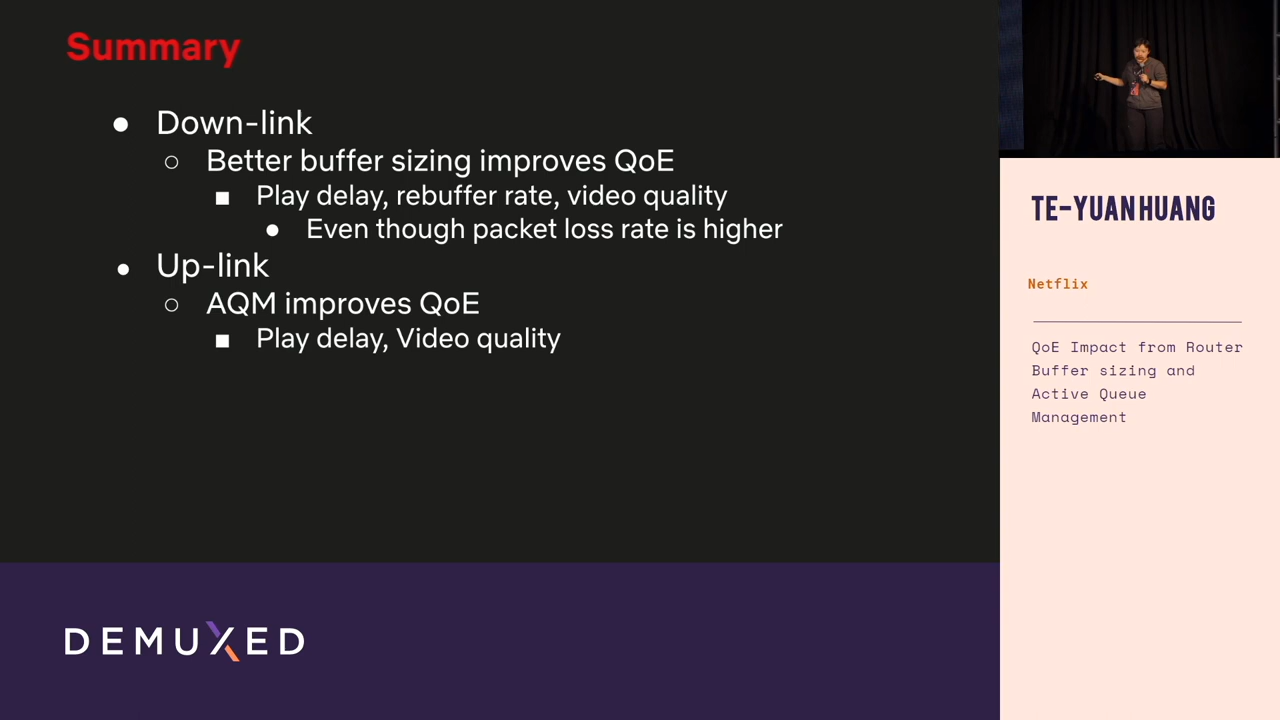 Summary
● Down-link
○ Better buffer sizing improves QoE
■ Play delay, rebuffer rate, video quality
● Even though packet loss rate is higher
● Up-link
○ AQM improves QoE
■ Play delay, Video quality
DEMUXED
TE-YUAN HUANG
Netflix
QoE Impact from Router
Buffer sizing and
Active Queue
Management